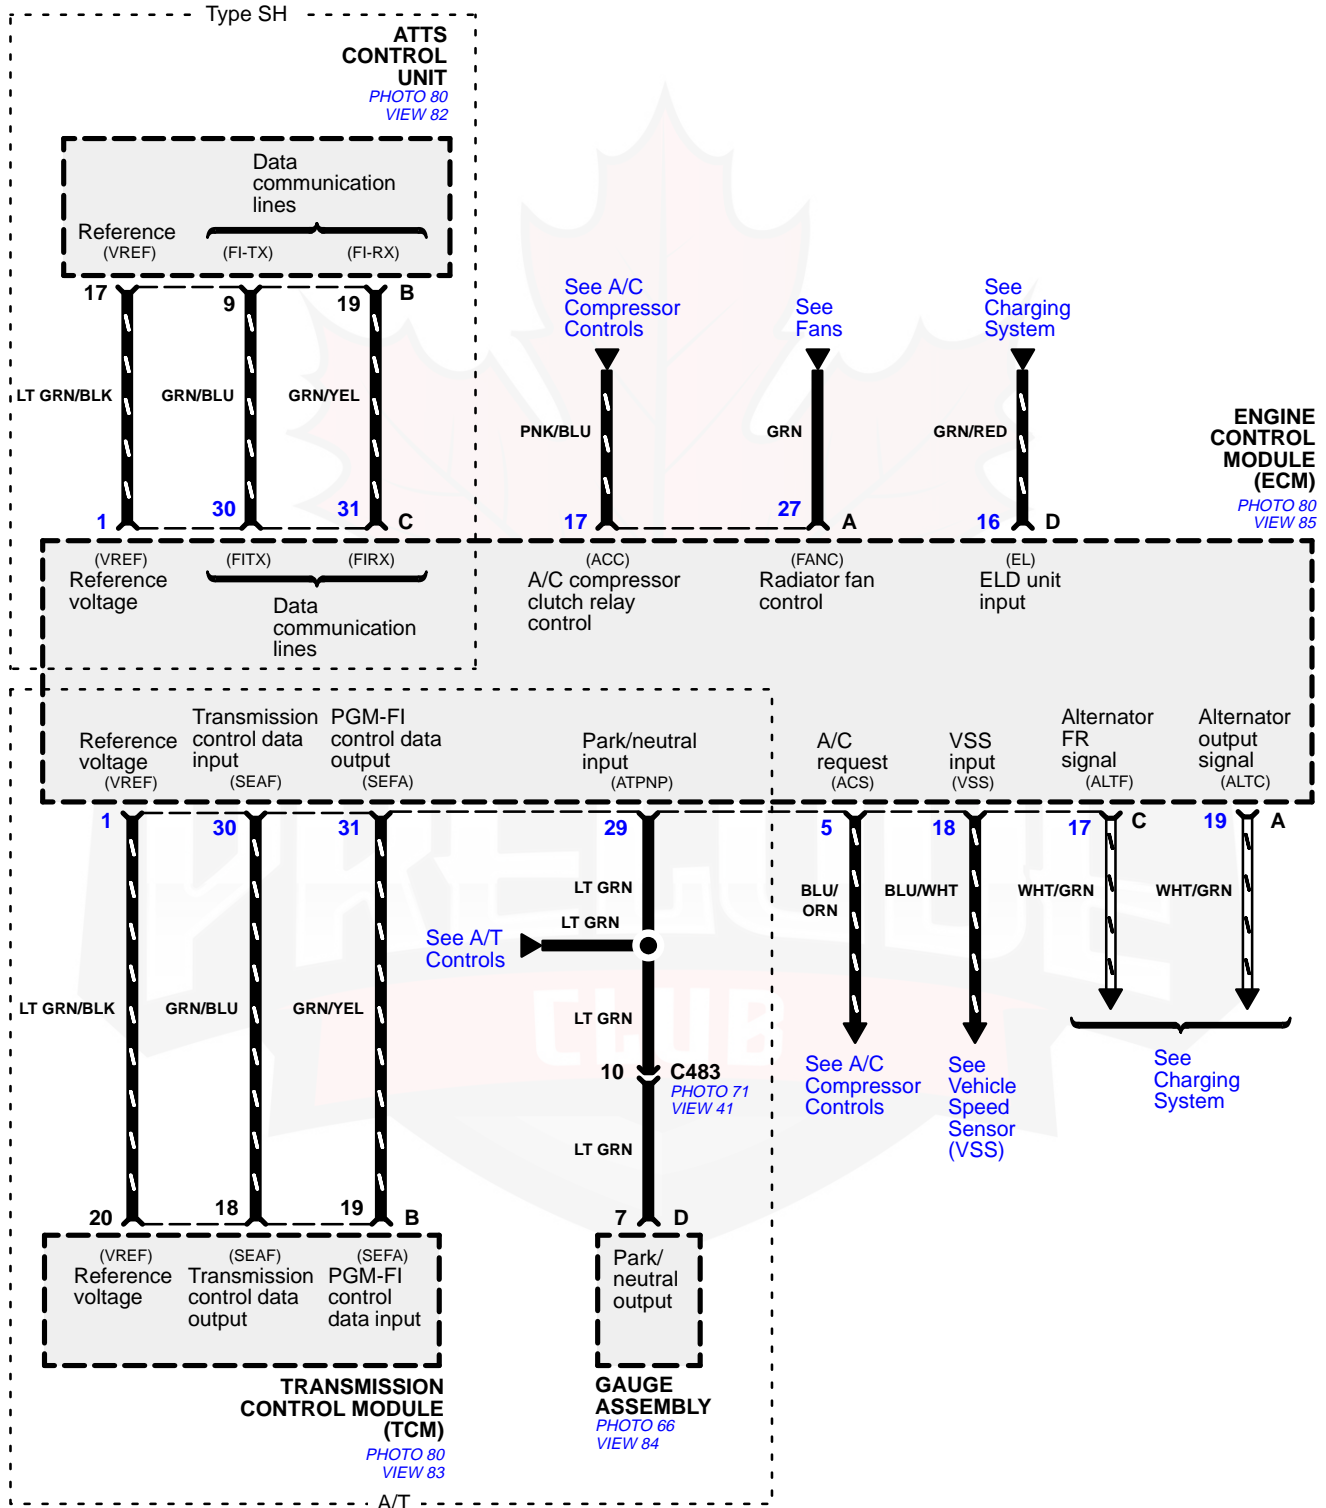 Type SH
ATTS
CONTROL
UNIT
PHOTO 80
VIEW 82
Data
communication
lines
Reference
(VREF)
(FI-TX)
(FI-RX)
17
9
19
B
LT GRN/BLK
GRN/BLU
GRN/YEL
See A/C
Compressor
Controls
See
Fans
See
Charging
System
PNK/BLU
GRN
GRN/RED
ENGINE
CONTROL
MODULE
(ECM)
PHOTO 80
VIEW 85
1
30
31
C
17
27
A
16
D
(VREF)
Reference
voltage
(FITX)
(FIRX)
Data
communication
lines
(ACC)
A/C compressor
clutch relay
control
(FANC)
Radiator fan
control
(EL)
ELD unit
input
Reference
voltage
(VREF)
Transmission
control data
input
(SEAF)
PGM-FI
control data
output
(SEFA)
Park/neutral
input
(ATPNP)
A/C
request
(ACS)
VSS
input
(VSS)
Alternator
FR
signal
(ALTF)
Alternator
output
signal
(ALTC)
1
30
31
29
5
18
17
C
19
A
LT GRN
LT GRN
See A/T
Controls
BLU/
ORN
BLU/WHT
WHT/GRN
WHT/GRN
PRELUDE
CLUB
LT GRN/BLK
GRN/BLU
GRN/YEL
LT GRN
10
C483
PHOTO 71
VIEW 41
See A/C
Compressor
Controls
See
Vehicle
Speed
Sensor
(VSS)
See
Charging
System
LT GRN
20
18
19
B
7
D
(VREF)
Reference
voltage
(SEAF)
Transmission
control data
output
(SEFA)
PGM-FI
control
data input
Park/
neutral
output
TRANSMISSION
CONTROL MODULE
(TCM)
PHOTO 80
VIEW 83
GAUGE
ASSEMBLY
PHOTO 66
VIEW 84
A/T